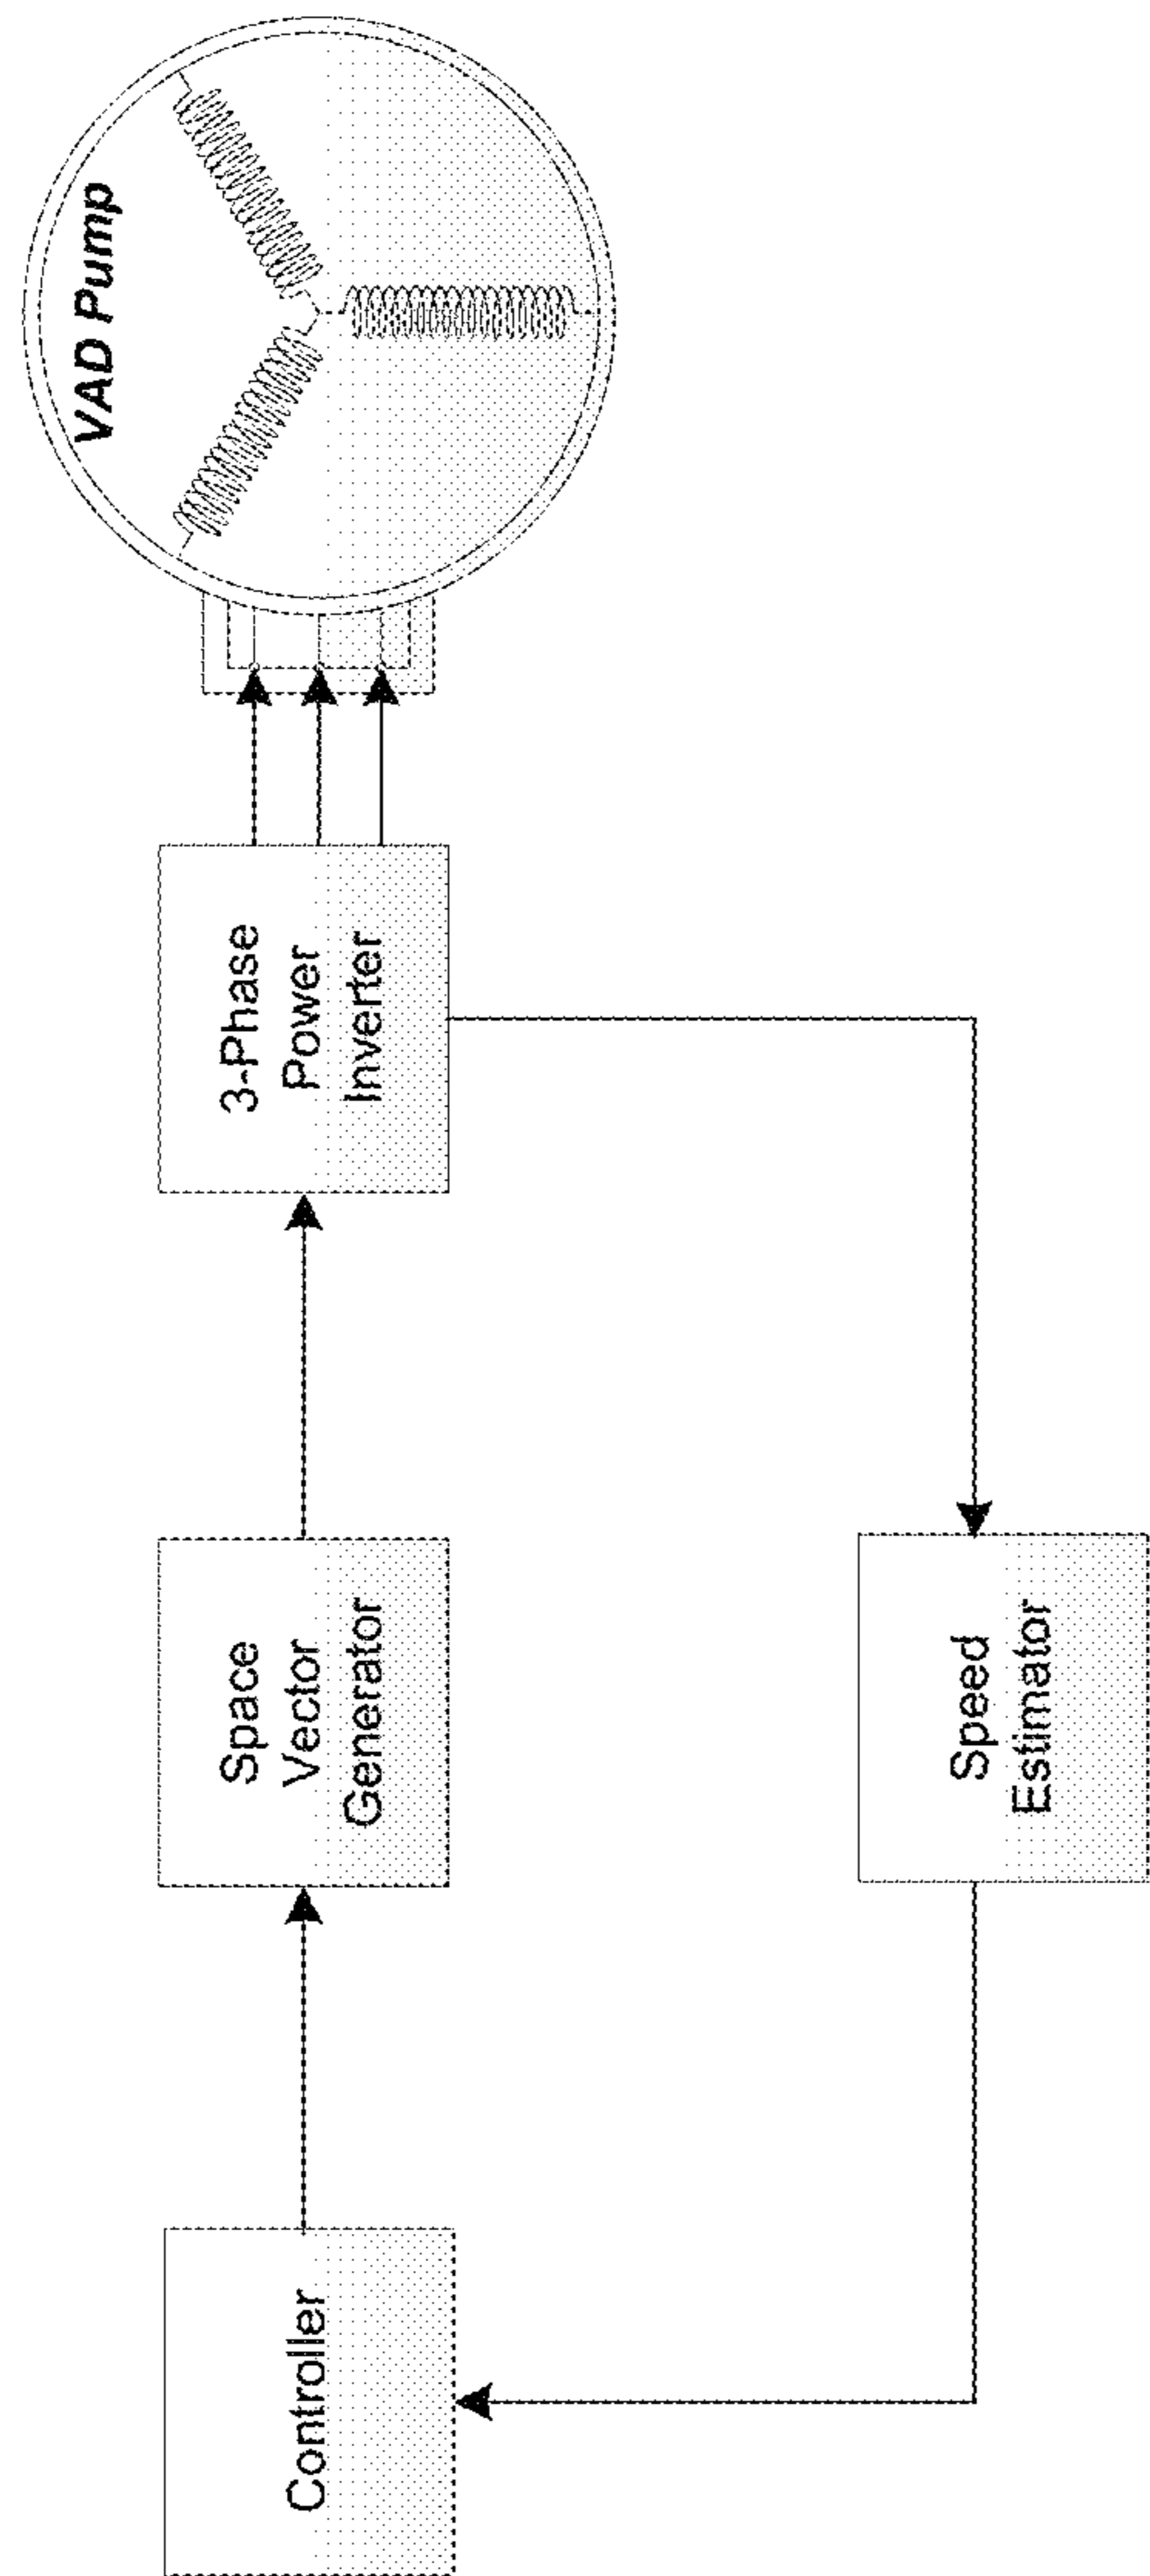 Controller
Space
Vector
Generator
3-Phase
Power
Inverter
VAD Pump
Speed
Estimator